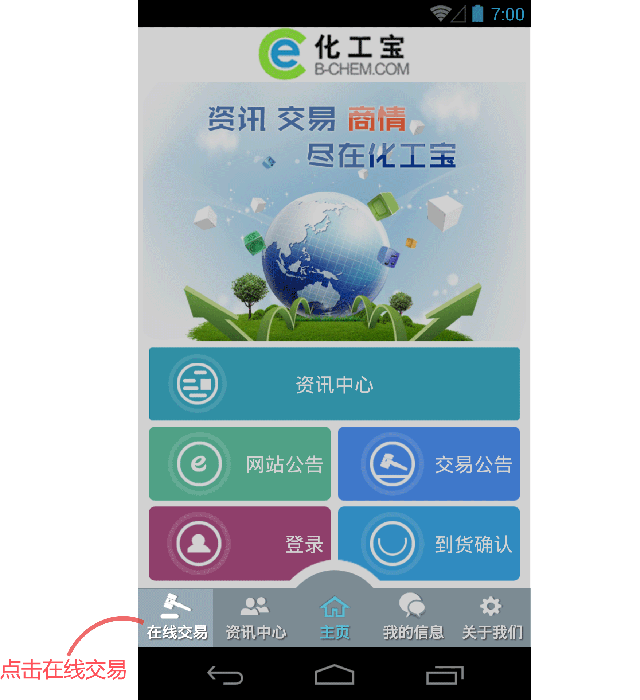 7:00
化工宝
B-CHEM.COM
资讯 交易 商情
尽在化工宝
资讯中心
网站公告
交易公告
登录
到货确认
在线交易
资讯中心
主页
我的信息
关于我们
点击在线交易